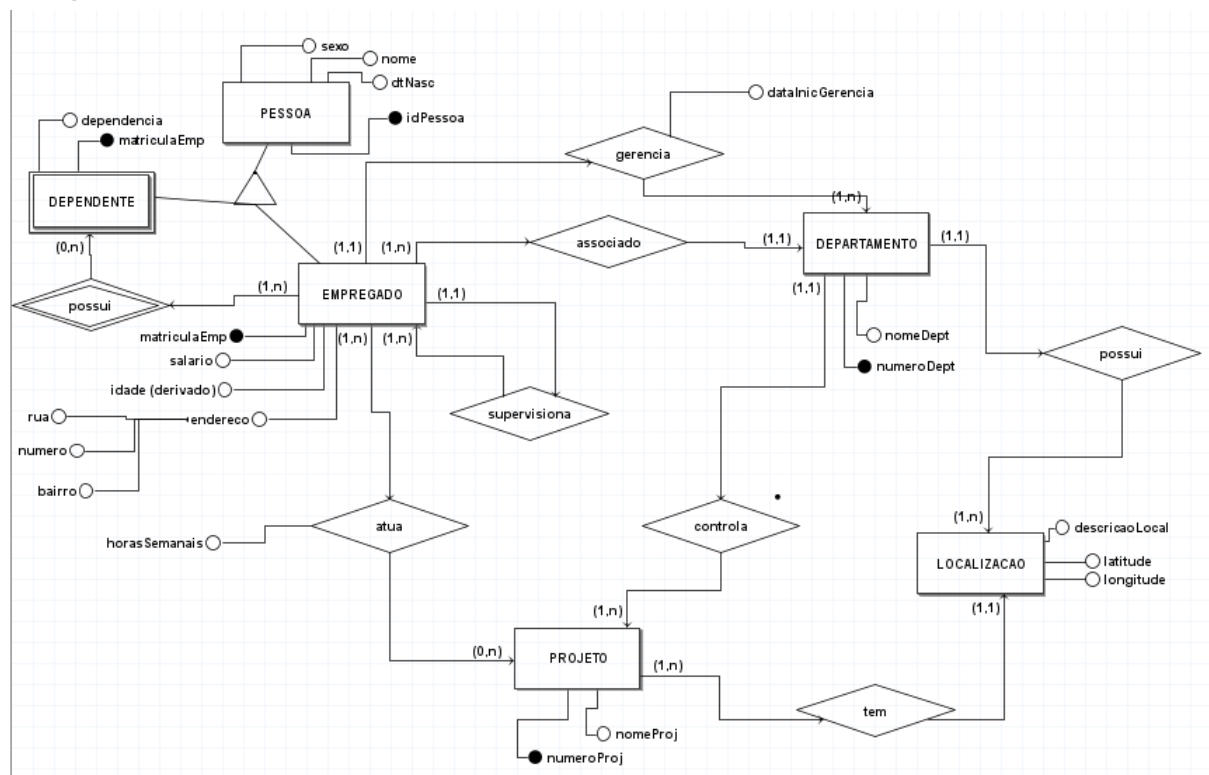 sexo
nome
dtNasc
PESSOA
idPessoa
dataInicGerencia
dependencia
matriculaEmp
gerencia
DEPENDENTE
(1,n)
(0,n)
(1,1)
(1,n)
associado
(1,1)
DEPARTAMENTO
(1,1)
possui
(1,n)
EMPREGADO
(1,1)
(1,1)
matriculaEmp
(1,n)
(1,n)
nomeDept
salario
numeroDept
possui
idade (derivado)
supervisiona
rua
endereco
numero
bairro
atua
controla
horasSemanais
(1,n)
descricaoLocal
LOCALIZACAO
latitude
longitude
(1,n)
(1,1)
(0,n)
PROJETO
(1,n)
tem
nomeProj
numeroProj